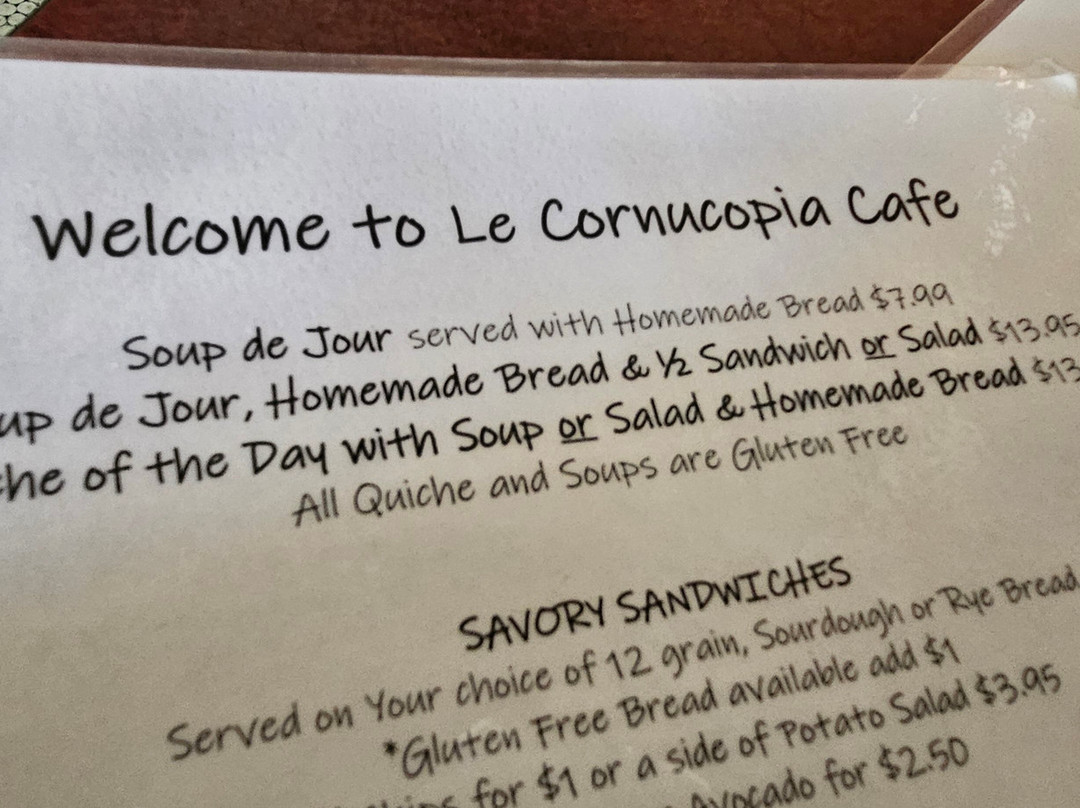 Welcome to Le Cornucopia Cafe
Soup de Jour served with Homemade Bread $7.99
up de Jour, Homemade Bread & ½ Sandwich or Salad $13.95
che of the Day with Soup or Salad & Homemade Bread $13
All Quiche and Soups are Gluten Free
SAVORY SANDWICHES
Served on Your choice of 12 grain, Sourdough or Rye Bread
*Gluten Free Bread available add $1
for $1 or a side of Potato Salad $3.95
Avocado for $2.50